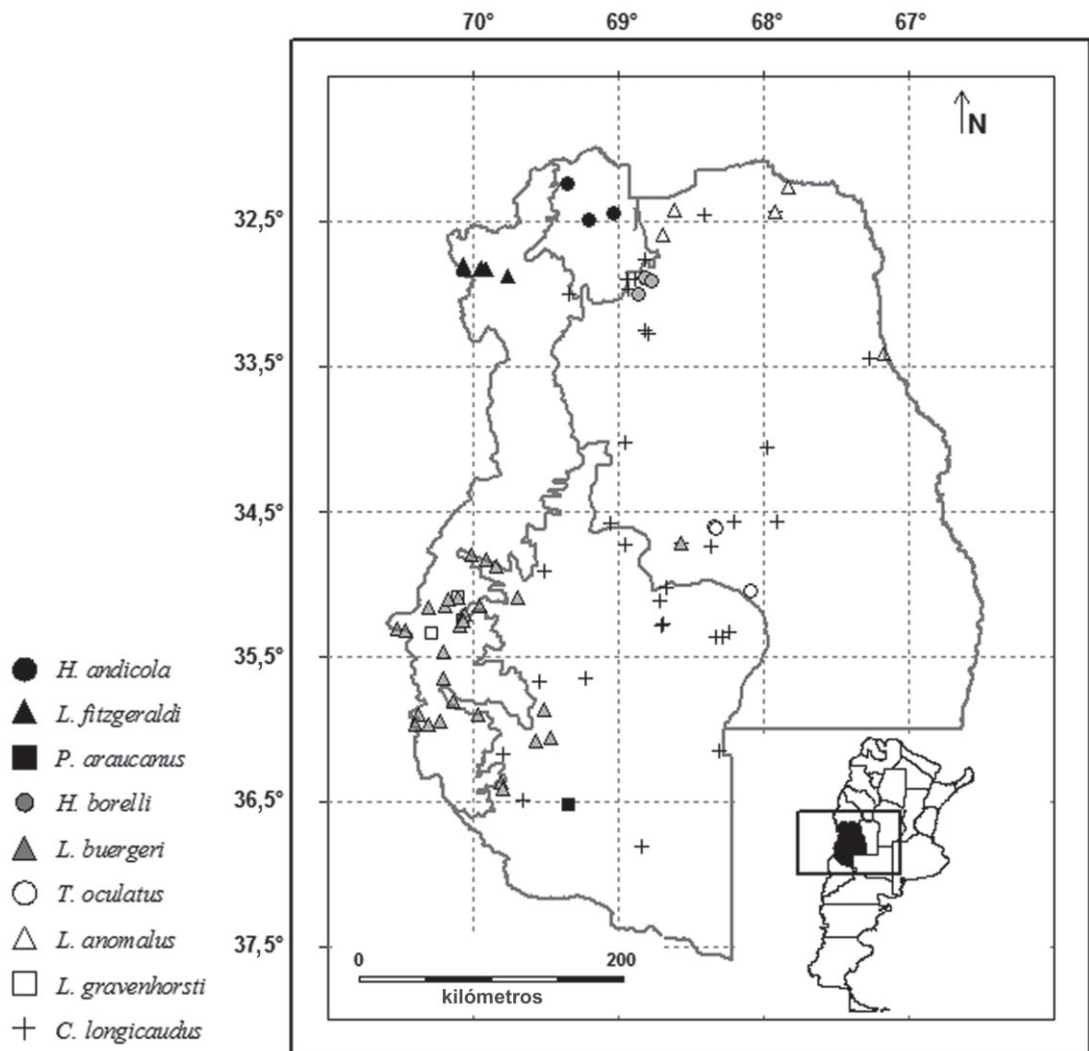 70° 69° 68° 67°
N
32,5°
33,5°
34,5°
35,5°
36,5°
37,5°
H. andicola
L. fitzgeraldi
P. araucanus
H. borelli
L. buergeri
T. oculatus
L. anomalus
L. gravenhorsti
C. longicaudus
0 200
kilómetros